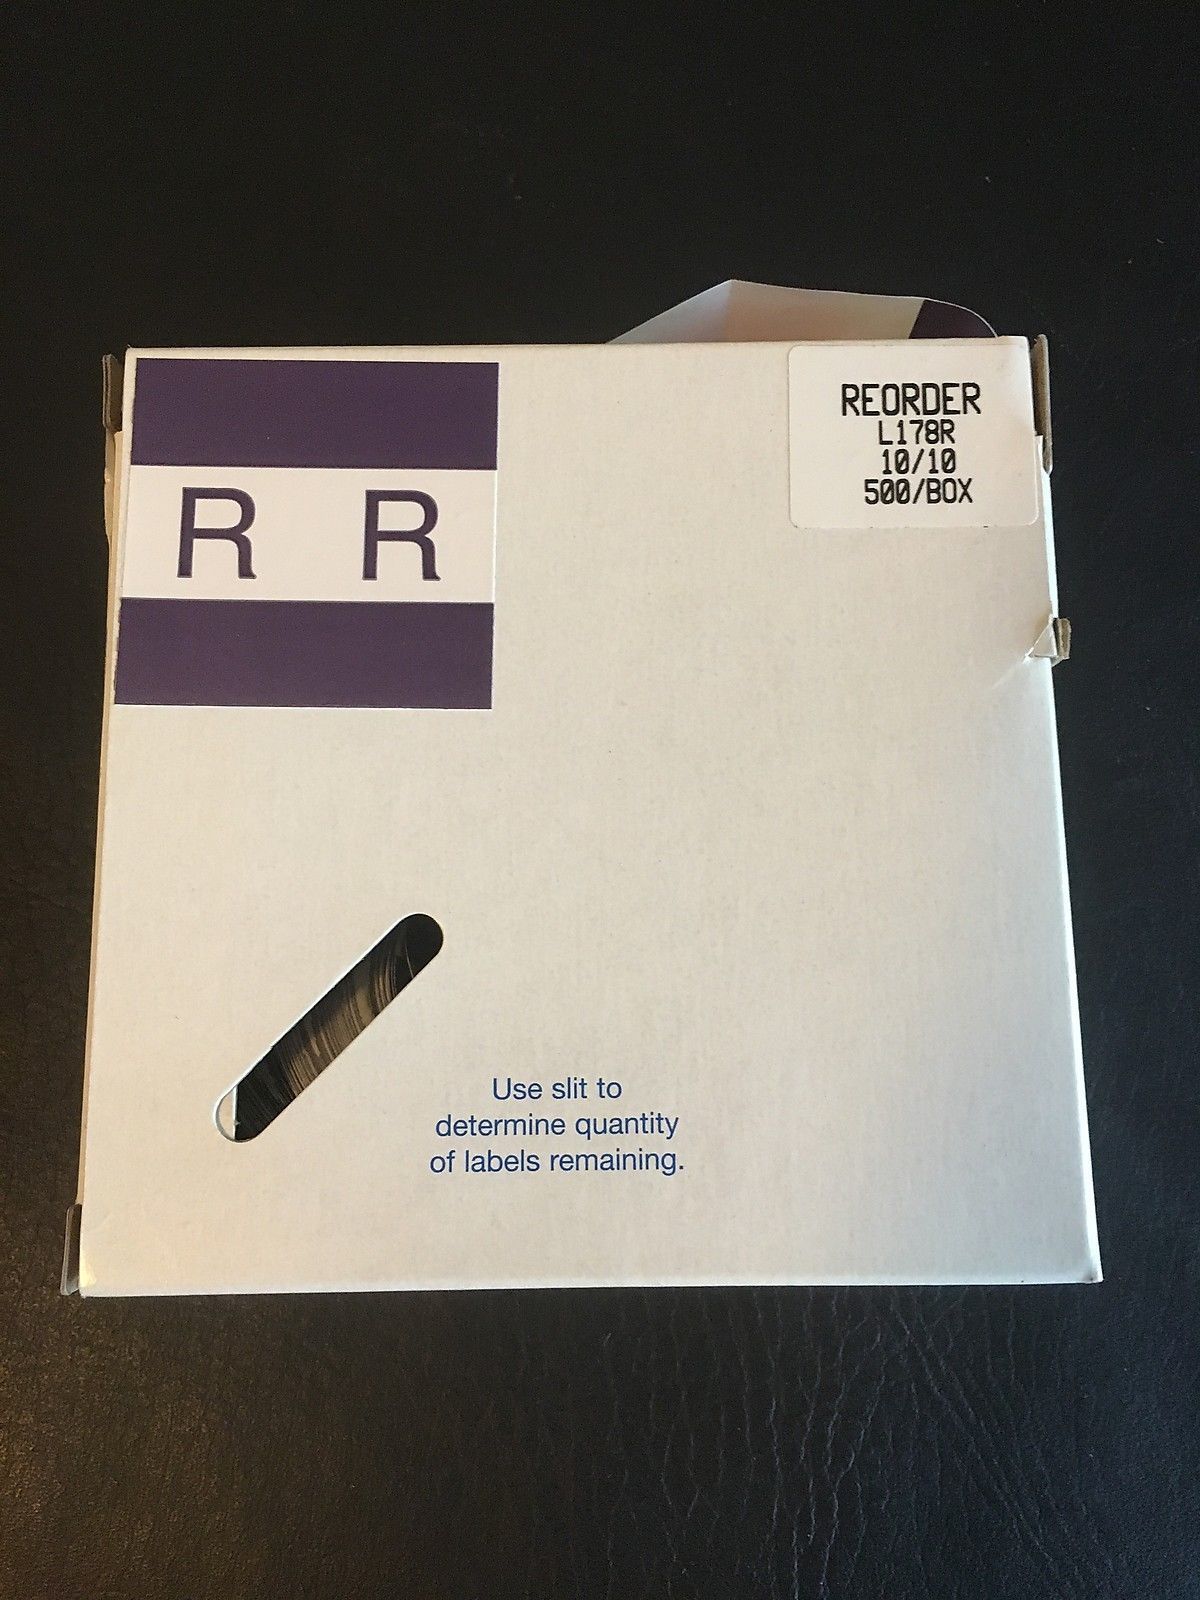 R R
REORDER
L178R
10/10
500/BOX
Use slit to
determine quantity
of labels remaining.